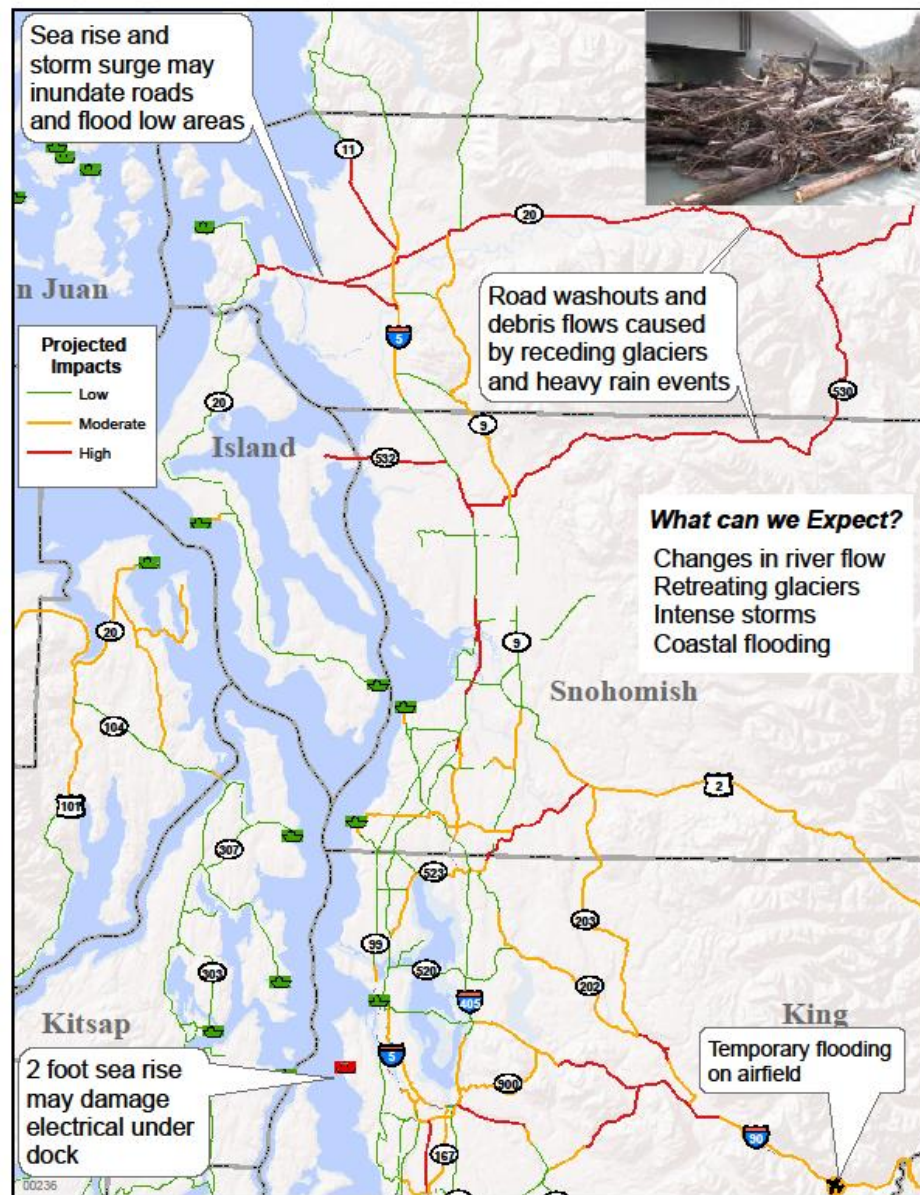 Sea rise and
storm surge may
inundate roads
and flood low areas
11
20
n Juan
Road washouts and
debris flows caused
by receding glaciers
and heavy rain events
Projected
Impacts
Low
Moderate
High
5
530
20
9
Island
532
What can we Expect?
Changes in river flow
Retreating glaciers
Intense storms
Coastal flooding
20
9
Snohomish
104
2
101
307
523
203
99
520
303
202
405
Kitsap
King
5
Temporary flooding
on airfield
2 foot sea rise
may damage
electrical under
dock
900
90
167
00236